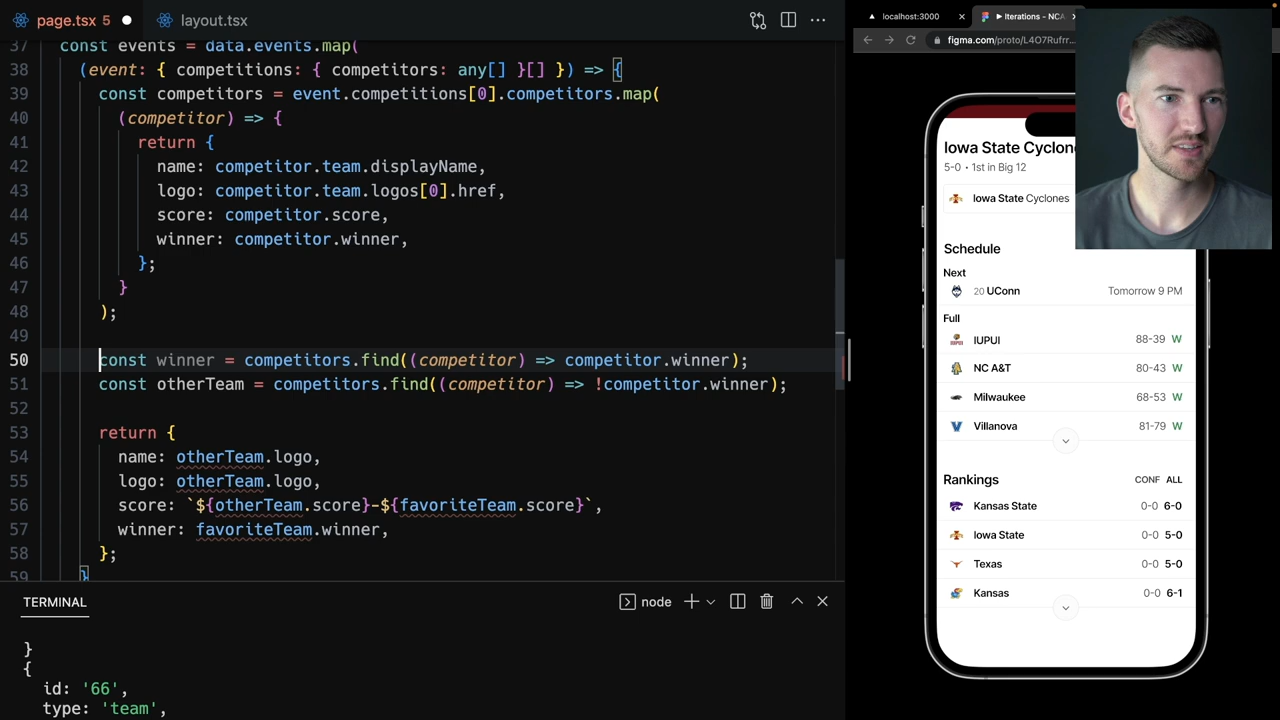 page.tsx 5
layout.tsx
37 const events = data.events.map(
38 (event: { competitions: { competitors: any[] }[] }) => {
39 const competitors = event.competitions[0].competitors.map(
40 (competitor) => {
41 return {
42 name: competitor.team.displayName,
43 logo: competitor.team.logos[0].href,
44 score: competitor.score,
45 winner: competitor.winner,
46 };
47 }
48 );
49
50 const winner = competitors.find((competitor) => competitor.winner);
51 const otherTeam = competitors.find((competitor) => !competitor.winner);
52
53 return {
54 name: otherTeam.logo,
55 logo: otherTeam.logo,
56 score: `${otherTeam.score}-${favoriteTeam.score}`,
57 winner: favoriteTeam.winner,
58 };
59 }
TERMINAL
node
}
{
id: '66',
type: 'team',
localhost:3000
Iterations - NCA
figma.com/proto/L4O7Rufrr...
Iowa State Cyclon
5-0 • 1st in Big 12
Iowa State Cyclones
Schedule
Next
20 UConn Tomorrow 9 PM
Full
IUPUI 88-39 W
NC A&T 80-43 W
Milwaukee 68-53 W
Villanova 81-79 W
Rankings CONF ALL
Kansas State 0-0 6-0
Iowa State 0-0 5-0
Texas 0-0 5-0
Kansas 0-0 6-1